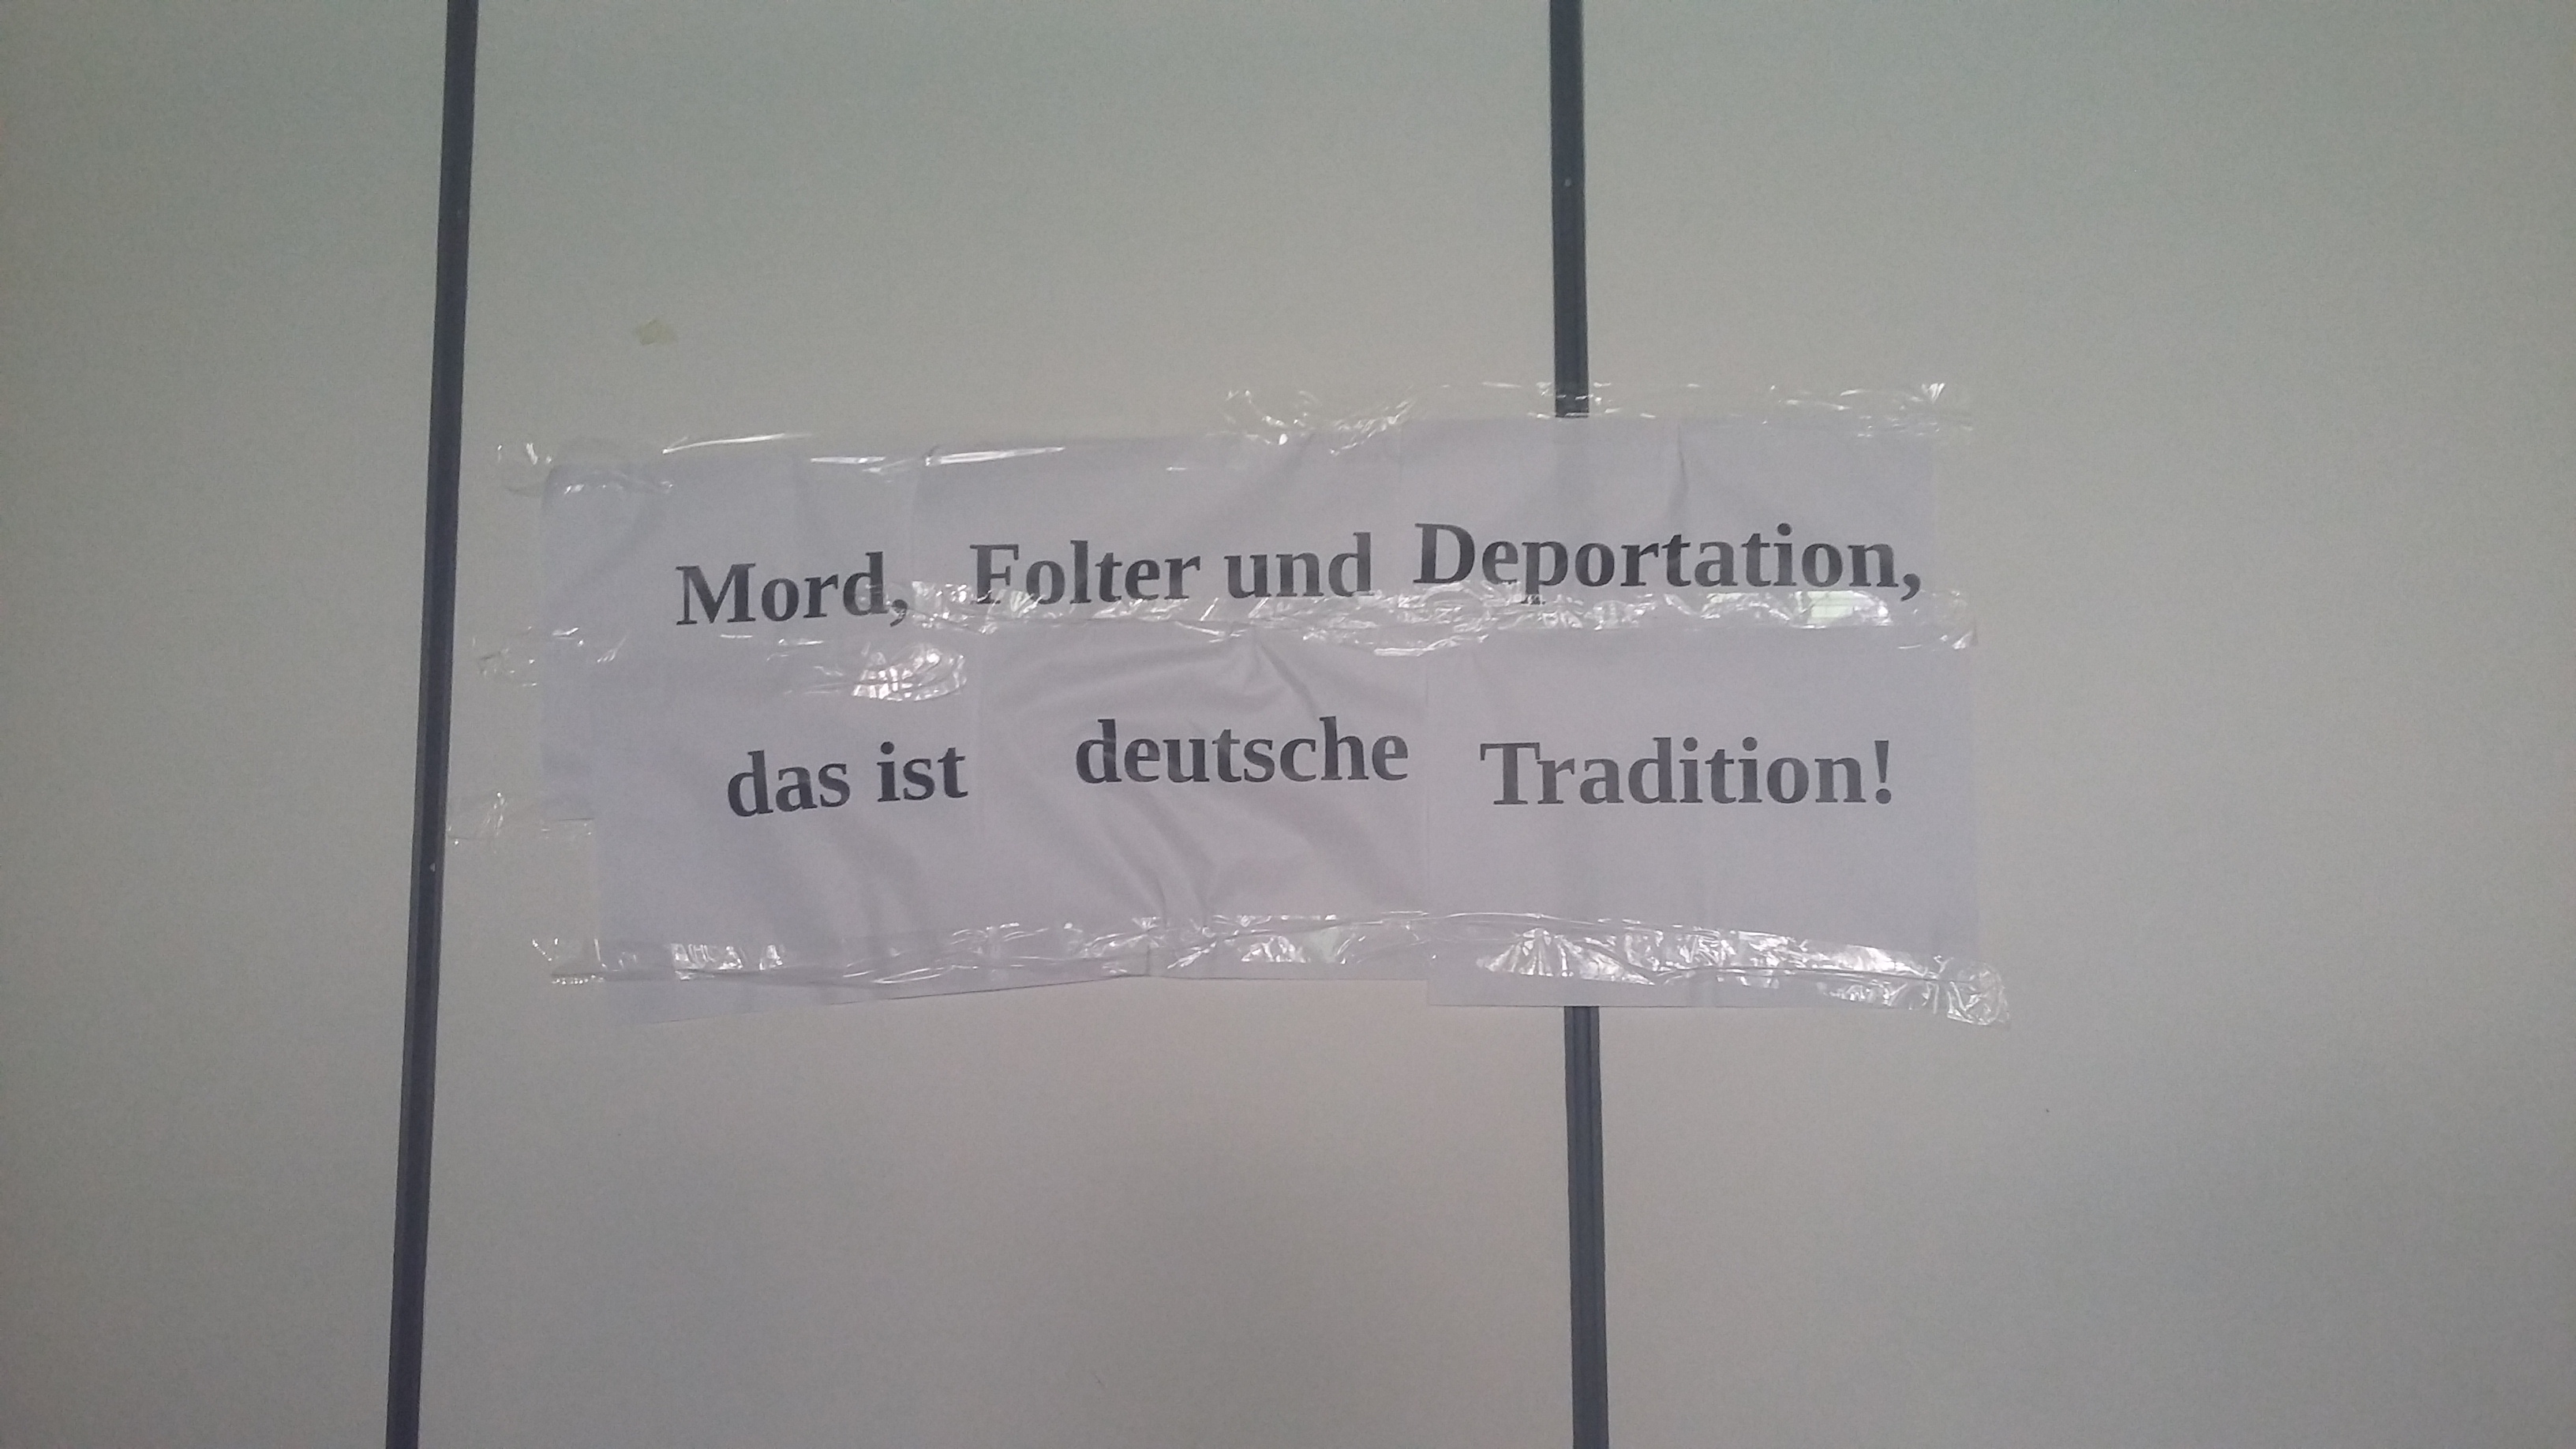 Mord, Folter und Deportation,
das ist deutsche Tradition!